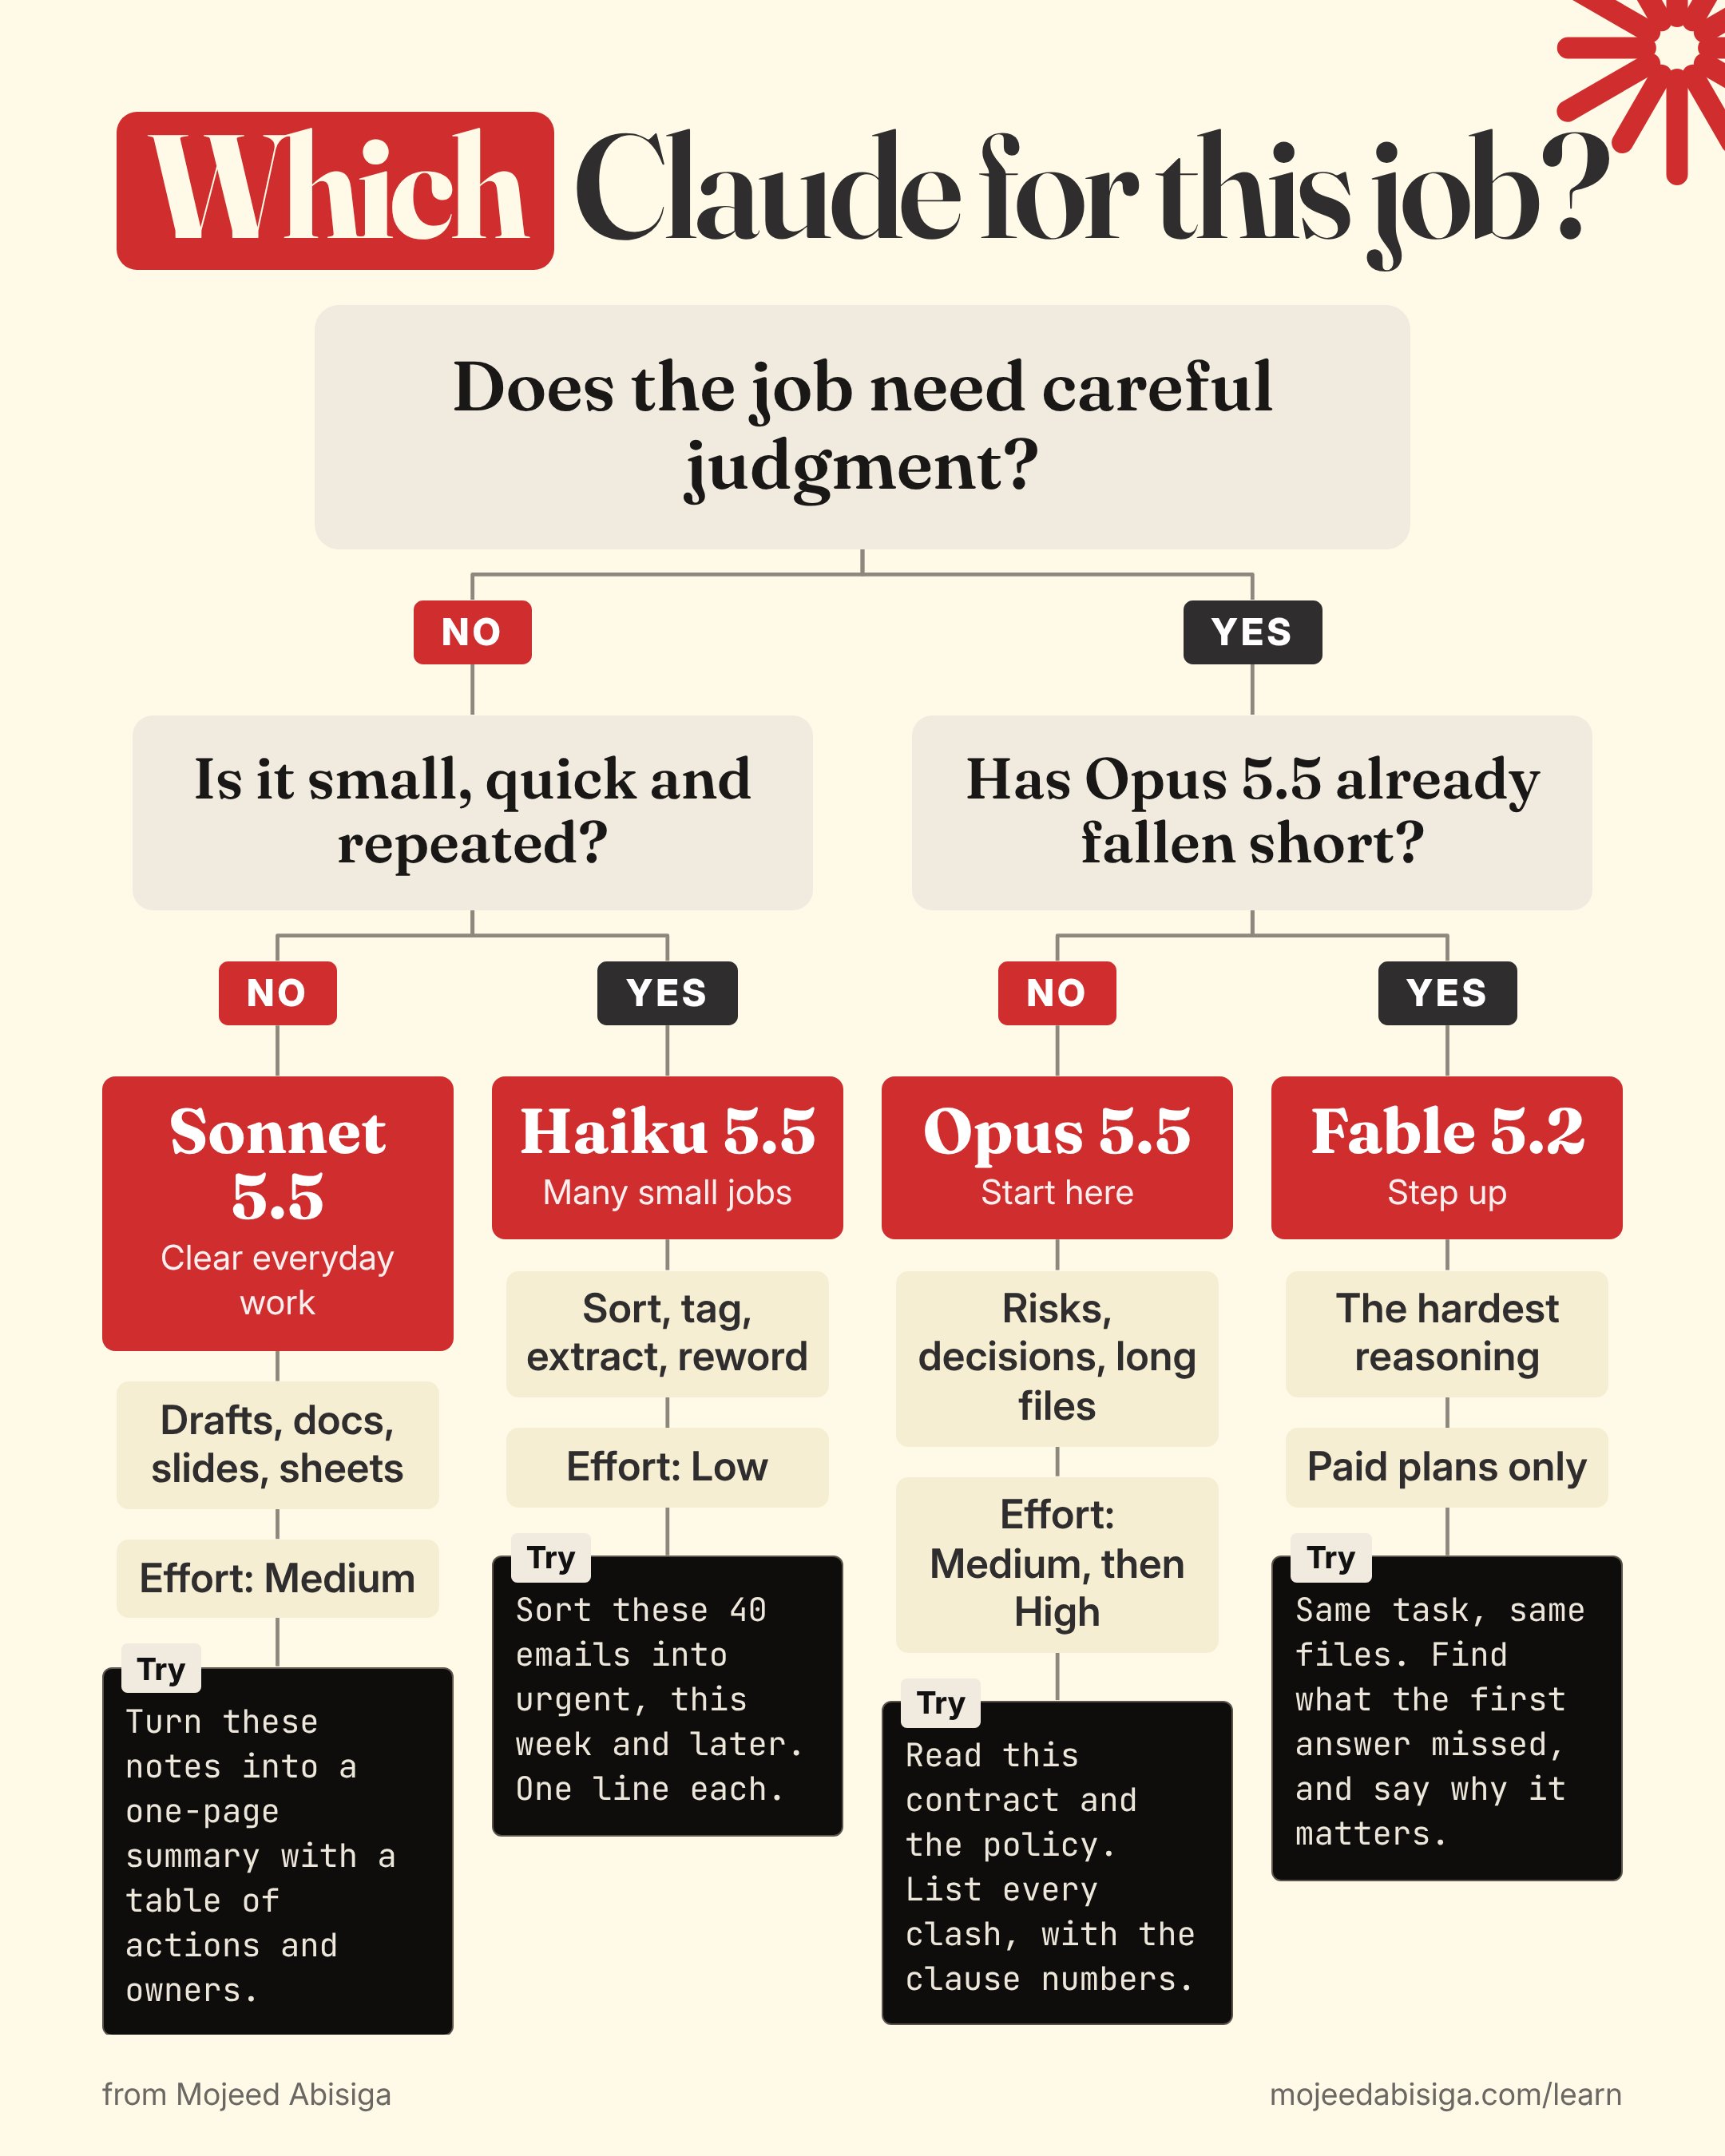 Which Claude for this job?
Does the job need careful
judgment?
NO
YES
Is it small, quick and
repeated?
Has Opus 5.5 already
fallen short?
NO
YES
NO
YES
Sonnet
5.5
Clear everyday
work
Drafts, docs,
slides, sheets
Effort: Medium
Try
Turn these
notes into a
one-page
summary with a
table of
actions and
owners.
Haiku 5.5
Many small jobs
Sort, tag,
extract, reword
Effort: Low
Try
Sort these 40
emails into
urgent, this
week and later.
One line each.
Opus 5.5
Start here
Risks,
decisions, long
files
Effort:
Medium, then
High
Try
Read this
contract and
the policy.
List every
clash, with the
clause numbers.
Fable 5.2
Step up
The hardest
reasoning
Paid plans only
Try
Same task, same
files. Find
what the first
answer missed,
and say why it
matters.
from Mojeed Abisiga
mojeedabisiga.com/learn